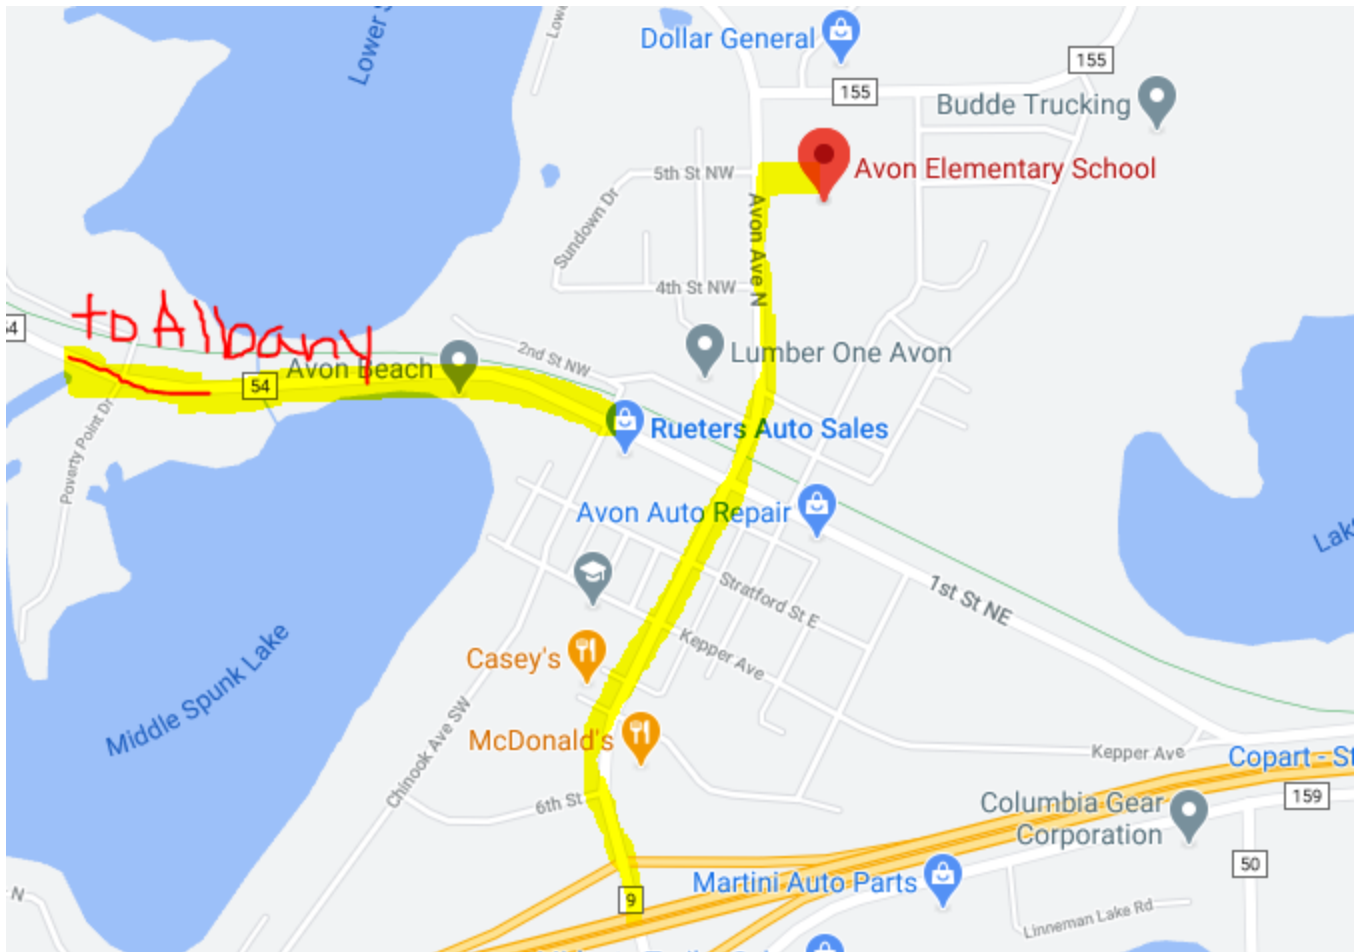 Lower
Lowe
Dollar General
155
155
Budde Trucking
5th St NW
Avon Elementary School
Sundown Dr
Avon Ave N
4th St NW
to Albany
54
2nd St NW
Lumber One Avon
Avon Beach
54
Poverty Point Dr
Rueters Auto Sales
Avon Auto Repair
Lak
1st St NE
Stratford St E
Kepper Ave
Casey's
Middle Spunk Lake
McDonald's
Chinook Ave SW
Kepper Ave
Copart - St
6th St
Columbia Gear
Corporation
159
50
Martini Auto Parts
9
N
Linneman Lake Rd